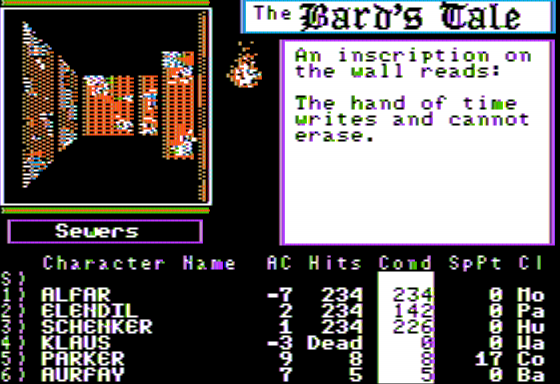 The Bard's Tale
An inscription on
the wall reads:
The hand of time
writes and cannot
erase.
Sewers
Character Name AC Hits Cond SpPt Cl
S)
1) ALFAR -7 234 234 0 Mo
2) ELENDIL 2 234 142 0 Pa
3) SCHENKER 1 234 226 0 Hu
4) KLAUS -3 Dead 0 0 Wa
5) PARKER 9 8 8 17 Co
6) AURFAY 7 5 5 0 Ba